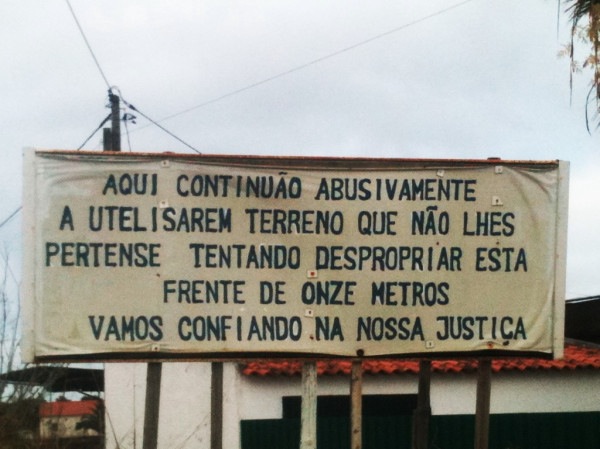 AQUI CONTINUÃO ABUSIVAMENTE
A UTELISAREM TERRENO QUE NÃO LHES
PERTENSE TENTANDO DESPROPRIAR ESTA
FRENTE DE ONZE METROS
VAMOS CONFIANDO NA NOSSA JUSTIÇA